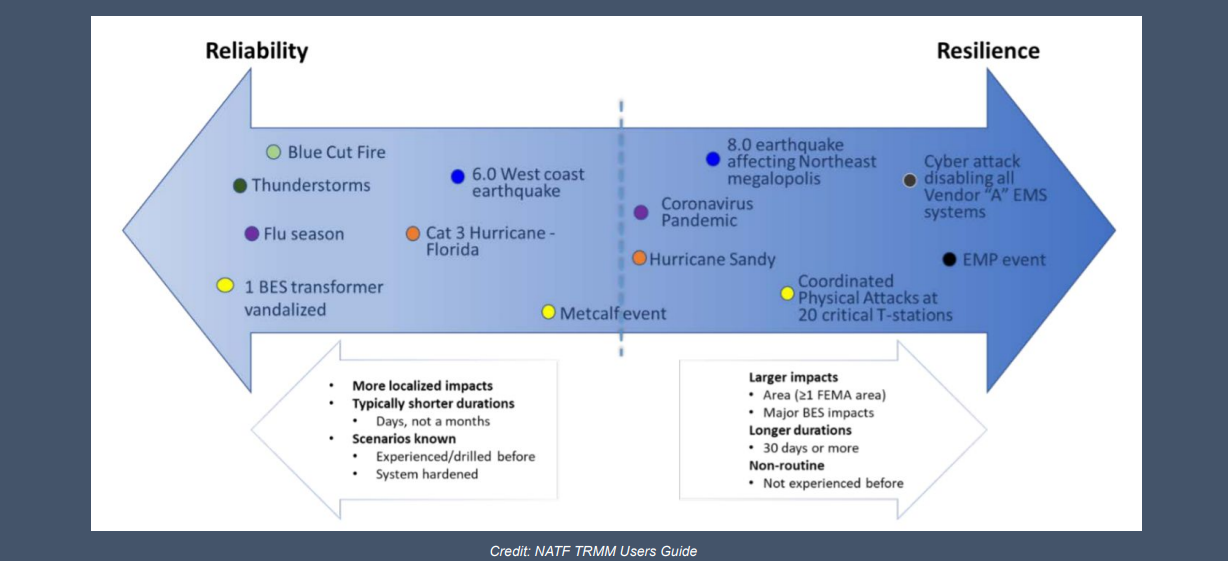 Reliability
Resilience
Blue Cut Fire
Thunderstorms
Flu season
1 BES transformer
vandalized
6.0 West coast
earthquake
Cat 3 Hurricane -
Florida
Metcalf event
8.0 earthquake
affecting Northeast
megalopolis
Coronavirus
Pandemic
Hurricane Sandy
Coordinated
Physical Attacks at
20 critical T-stations
Cyber attack
disabling all
Vendor “A” EMS
systems
EMP event
• More localized impacts
• Typically shorter durations
• Days, not a months
• Scenarios known
• Experienced/drilled before
• System hardened
Larger impacts
• Area (≥1 FEMA area)
• Major BES impacts
Longer durations
• 30 days or more
Non-routine
• Not experienced before
Credit: NATF TRMM Users Guide